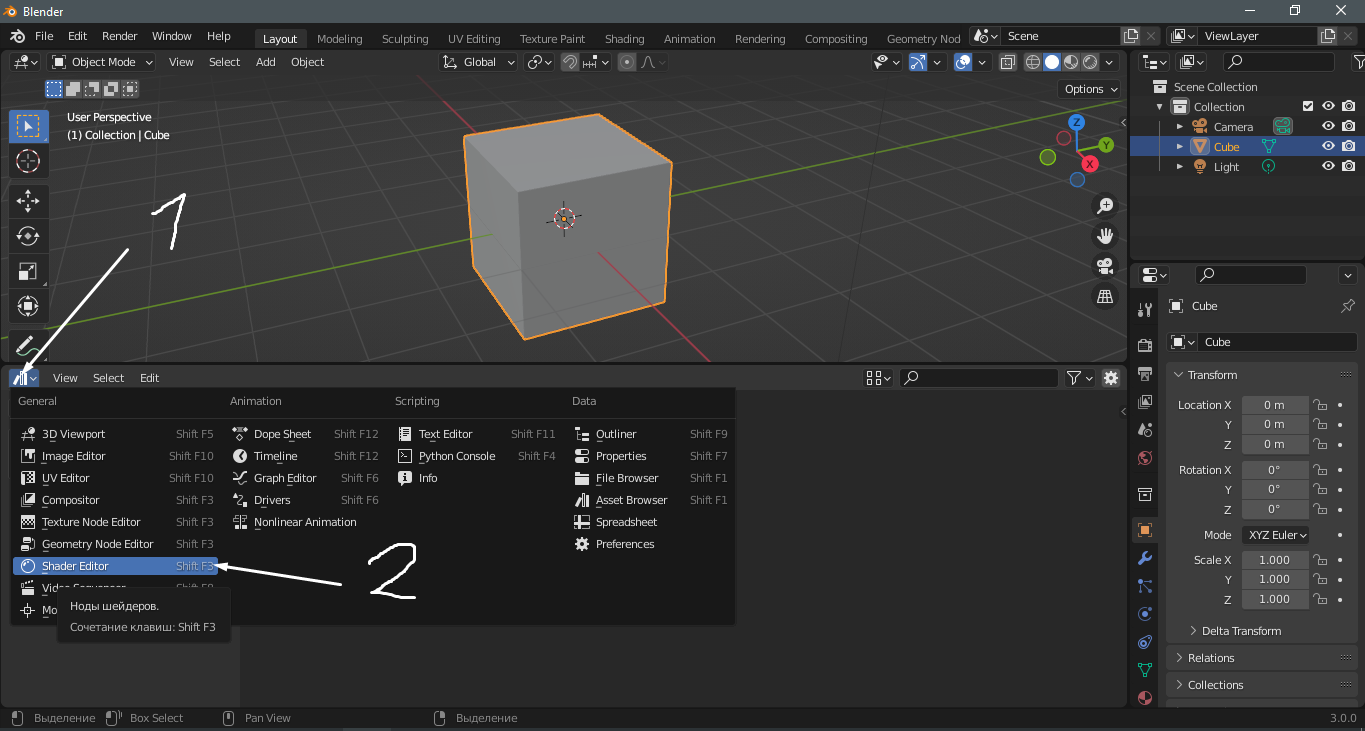 Blender
File Edit Render Window Help Layout Modeling Sculpting UV Editing Texture Paint Shading Animation Rendering Compositing Geometry Nod Scene ViewLayer
Object Mode View Select Add Object Global
Options
User Perspective
(1) Collection | Cube
Z
Y
X
1
Scene Collection
Collection
Camera
Cube
Light
Cube
Cube
Transform
Location X 0 m
Y 0 m
Z 0 m
Rotation X 0°
Y 0°
Z 0°
Mode XYZ Euler
Scale X 1.000
Y 1.000
Z 1.000
Delta Transform
Relations
Collections
View Select Edit
General Animation Scripting Data
3D Viewport Shift F5 Dope Sheet Shift F12 Text Editor Shift F11 Outliner Shift F9
Image Editor Shift F10 Timeline Shift F12 Python Console Shift F4 Properties Shift F7
UV Editor Shift F10 Graph Editor Shift F6 Info File Browser Shift F1
Compositor Shift F3 Drivers Shift F6 Asset Browser Shift F1
Texture Node Editor Shift F3 Nonlinear Animation Spreadsheet
Geometry Node Editor Shift F3 Preferences
Shader Editor Shift F3
2
Ноды шейдеров.
Сочетание клавиш: Shift F3
Выделение Box Select Pan View Выделение 3.0.0